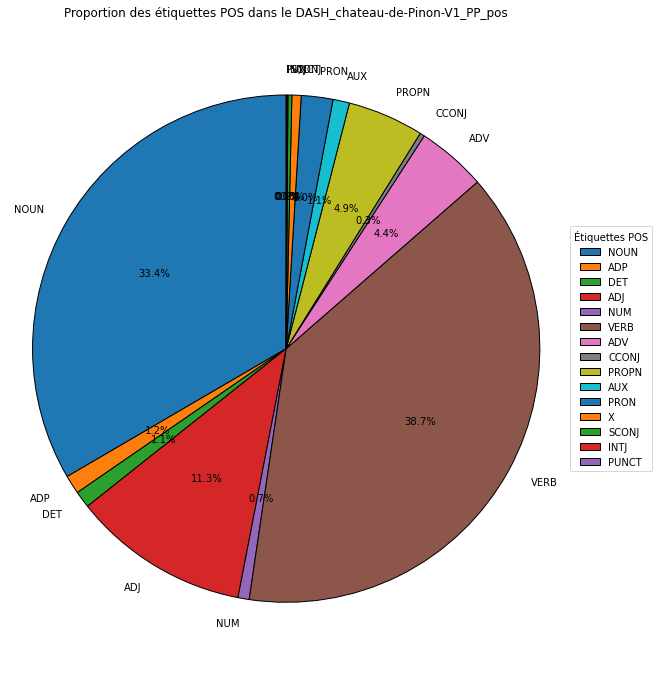 Proportion des étiquettes POS dans le DASH_chateau-de-Pinon-V1_PP_pos
PRON
AUX
PROPN
CCONJ
ADV
NOUN
4.9%
1.1%
0.3%
4.4%
33.4%
38.7%
1.2%
1.1%
11.3%
0.7%
VERB
ADP
DET
ADJ
NUM
Étiquettes POS
NOUN
ADP
DET
ADJ
NUM
VERB
ADV
CCONJ
PROPN
AUX
PRON
X
SCONJ
INTJ
PUNCT